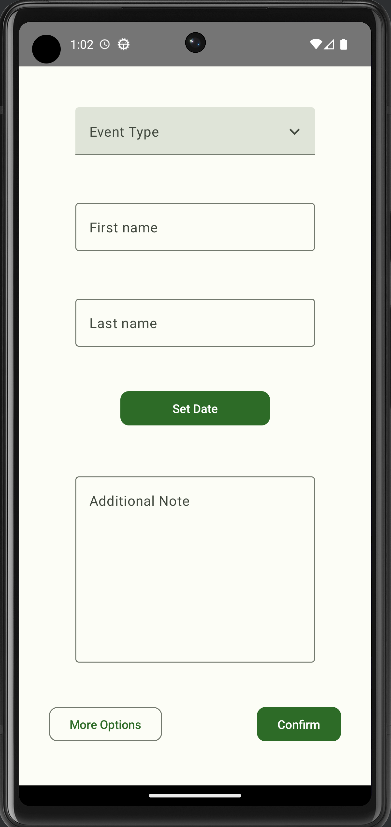 1:02
Event Type
First name
Last name
Set Date
Additional Note
More Options
Confirm